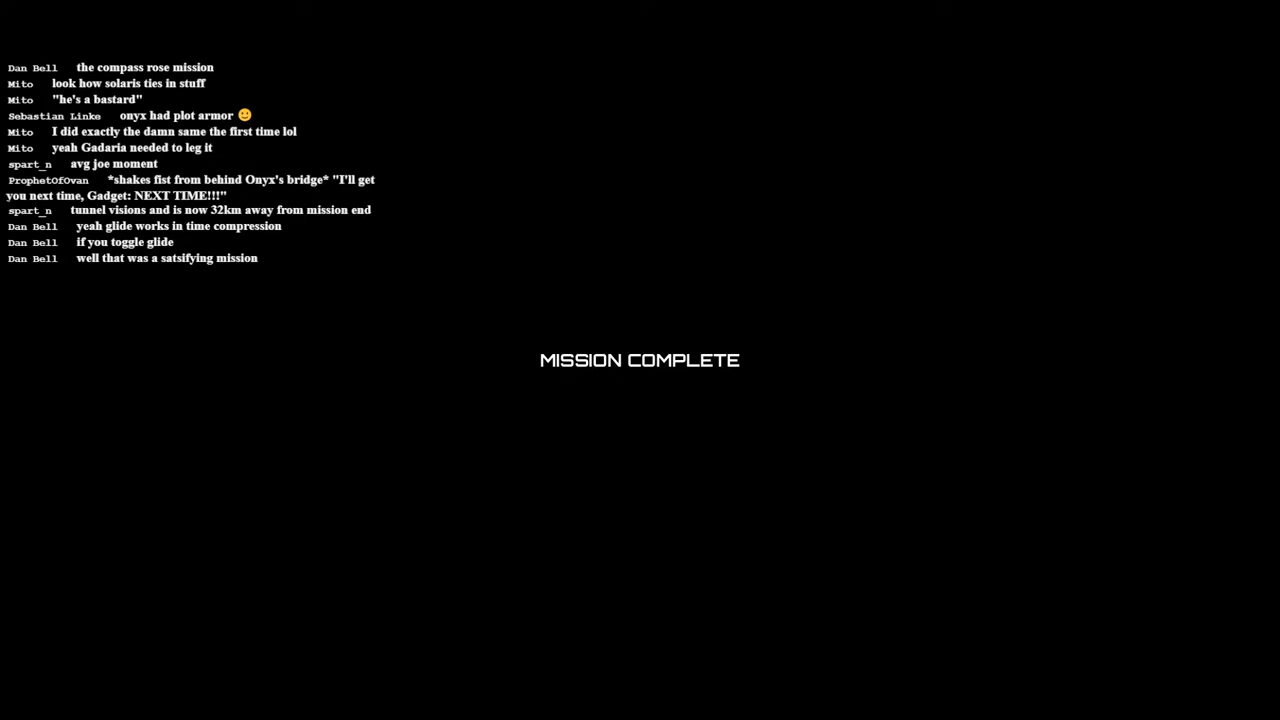 Dan Bell the compass rose mission
Mito look how solaris ties in stuff
Mito "he's a bastard"
Sebastian Linke onyx had plot armor 🙂
Mito I did exactly the damn same the first time lol
Mito yeah Gadaria needed to leg it
spart_n avg joe moment
ProphetOfOvan *shakes fist from behind Onyx's bridge* "I'll get
you next time, Gadget: NEXT TIME!!!"
spart_n tunnel visions and is now 32km away from mission end
Dan Bell yeah glide works in time compression
Dan Bell if you toggle glide
Dan Bell well that was a satsifying mission
MISSION COMPLETE